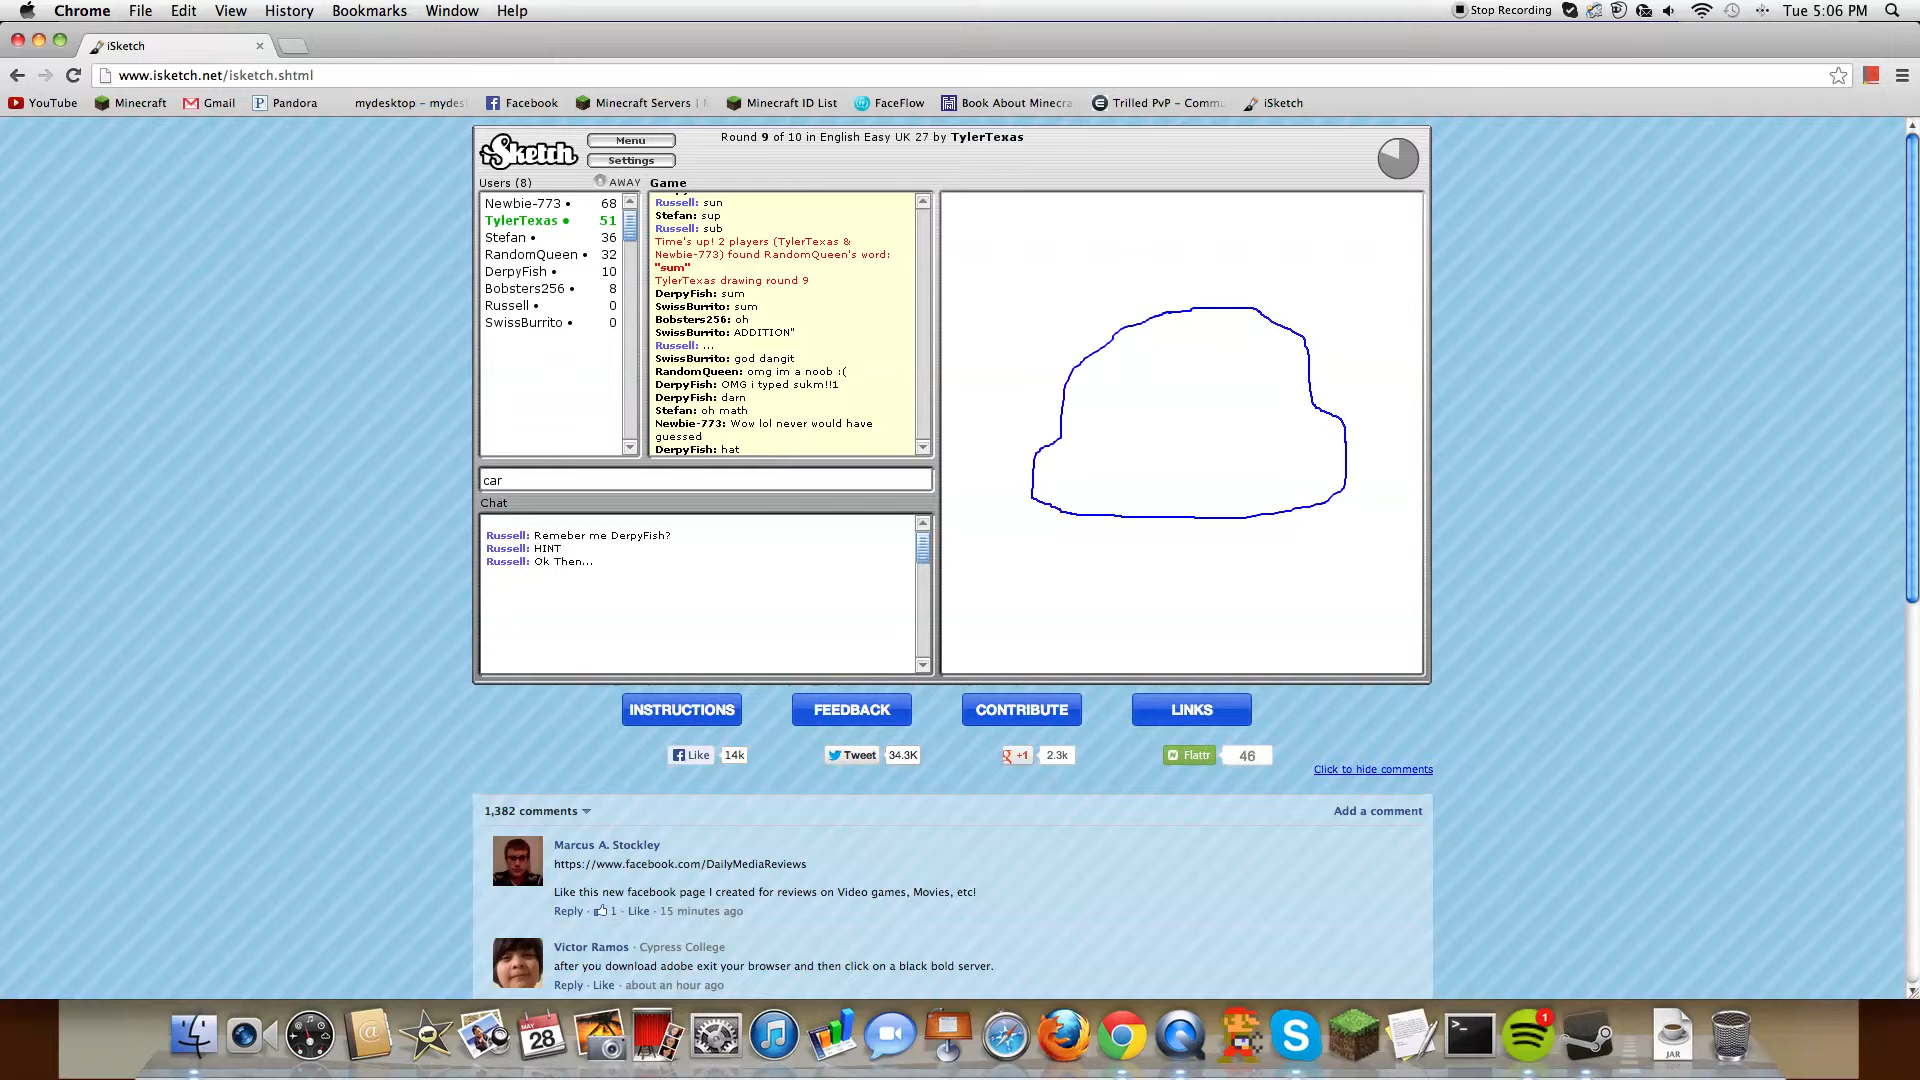 Chrome File Edit View History Bookmarks Window Help Stop Recording Tue 5:06 PM
iSketch
www.isketch.net/isketch.shtml
YouTube Minecraft Gmail Pandora mydesktop – mydes Facebook Minecraft Servers | Minecraft ID List FaceFlow Book About Minecra Trilled PvP – Commu iSketch
iSketch
Menu
Settings
Round 9 of 10 in English Easy UK 27 by TylerTexas
Users (8) AWAY Game
Newbie-773 • 68
TylerTexas • 51
Stefan • 36
RandomQueen • 32
DerpyFish • 10
Bobsters256 • 8
Russell • 0
SwissBurrito • 0
Russell: sun
Stefan: sup
Russell: sub
Time's up! 2 players (TylerTexas &
Newbie-773) found RandomQueen's word:
"sum"
TylerTexas drawing round 9
DerpyFish: sum
SwissBurrito: sum
Bobsters256: oh
SwissBurrito: ADDITION"
Russell: ...
SwissBurrito: god dangit
RandomQueen: omg im a noob :(
DerpyFish: OMG i typed sukm!!1
DerpyFish: darn
Stefan: oh math
Newbie-773: Wow lol never would have
guessed
DerpyFish: hat
car
Chat
Russell: Remeber me DerpyFish?
Russell: HINT
Russell: Ok Then...
INSTRUCTIONS FEEDBACK CONTRIBUTE LINKS
Like 14k Tweet 34.3K +1 2.3k Flattr 46
Click to hide comments
1,382 comments Add a comment
Marcus A. Stockley
https://www.facebook.com/DailyMediaReviews
Like this new facebook page I created for reviews on Video games, Movies, etc!
Reply · 1 · Like · 15 minutes ago
Victor Ramos · Cypress College
after you download adobe exit your browser and then click on a black bold server.
Reply · Like · about an hour ago
MAY
28
1
JAR